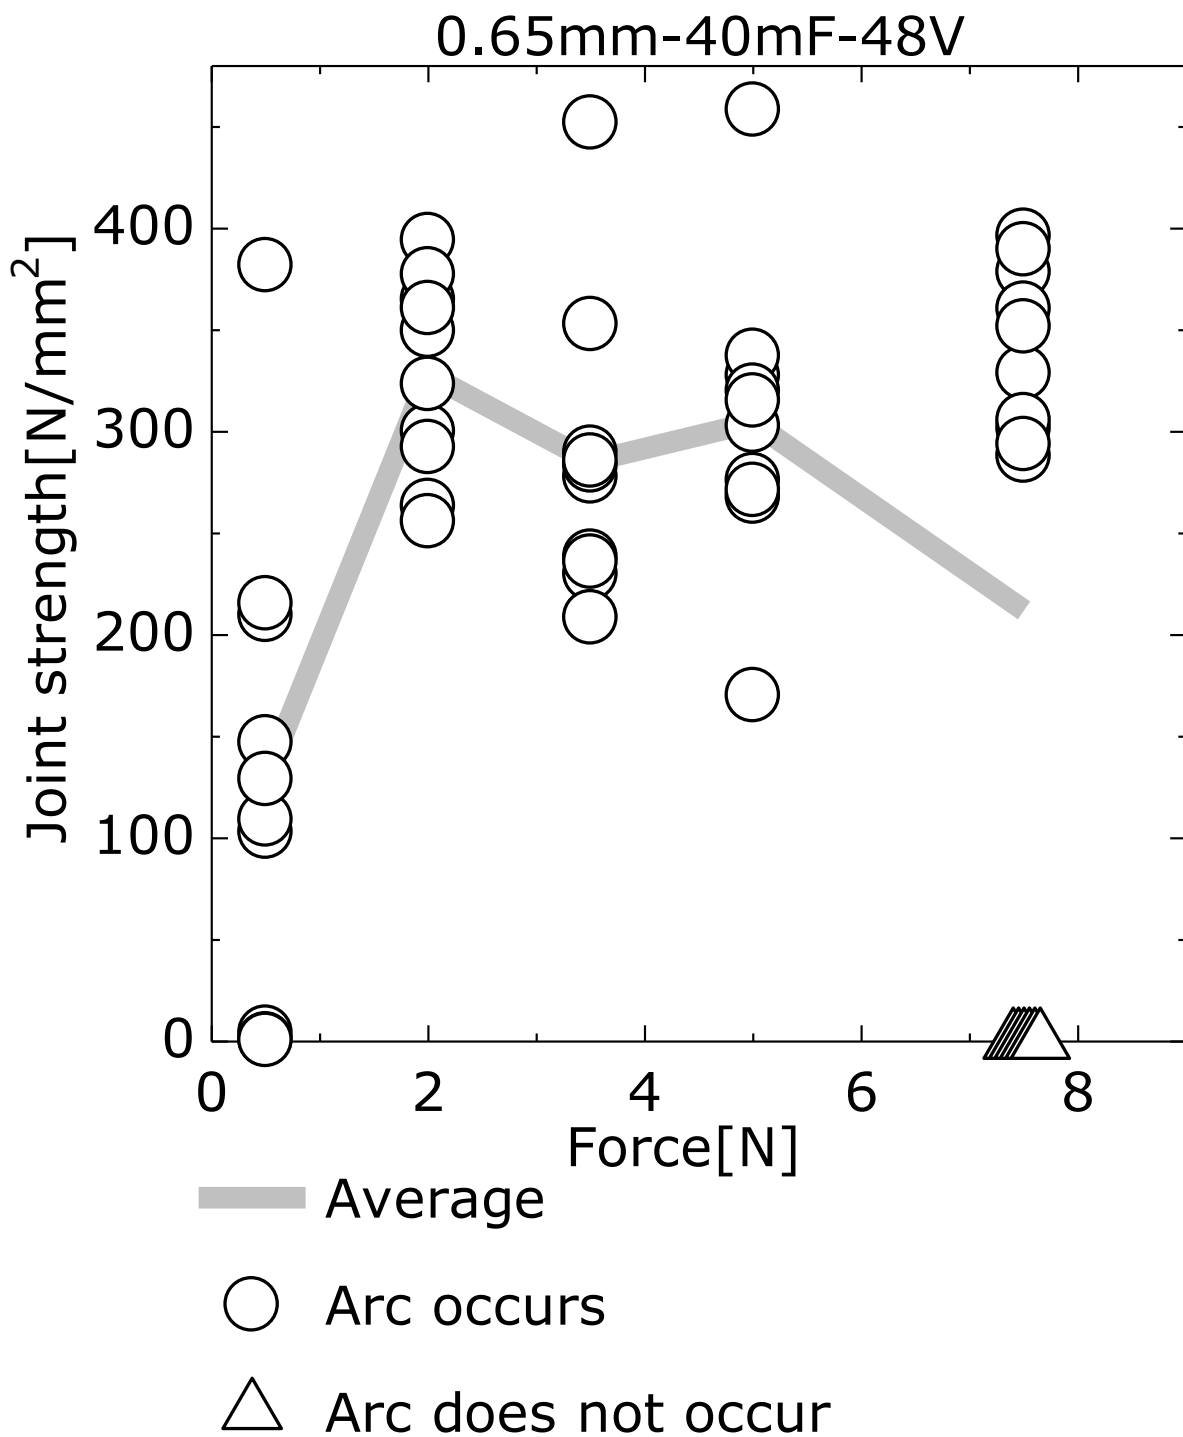 0.65mm-40mF-48V
Joint strength[N/mm²]
400
300
200
100
0
0 2 4 6 8
Force[N]
Average
Arc occurs
Arc does not occur